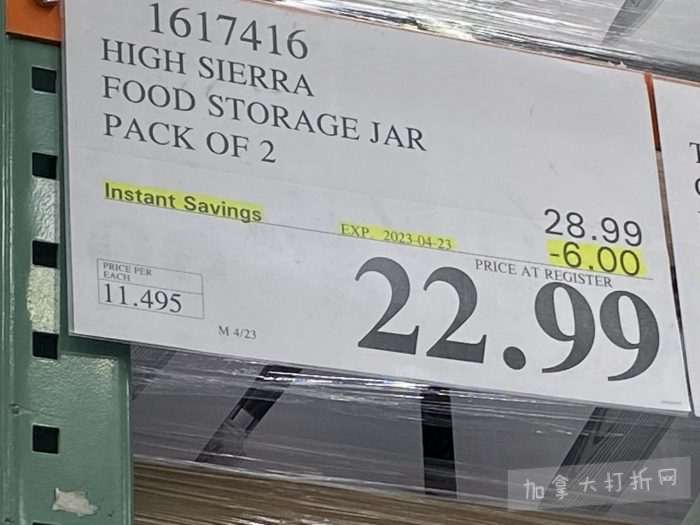 1617416
HIGH SIERRA
FOOD STORAGE JAR
PACK OF 2
Instant Savings
EXP. 2023-04-23
28.99
-6.00
PRICE AT REGISTER
22.99
PRICE PER
EACH
11.495
M 4/23
加拿大打折网